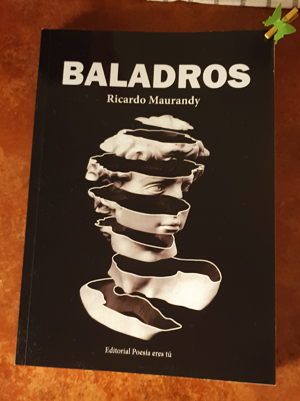 BALADROS
Ricardo Maurandy
Editorial Poesía eres tú